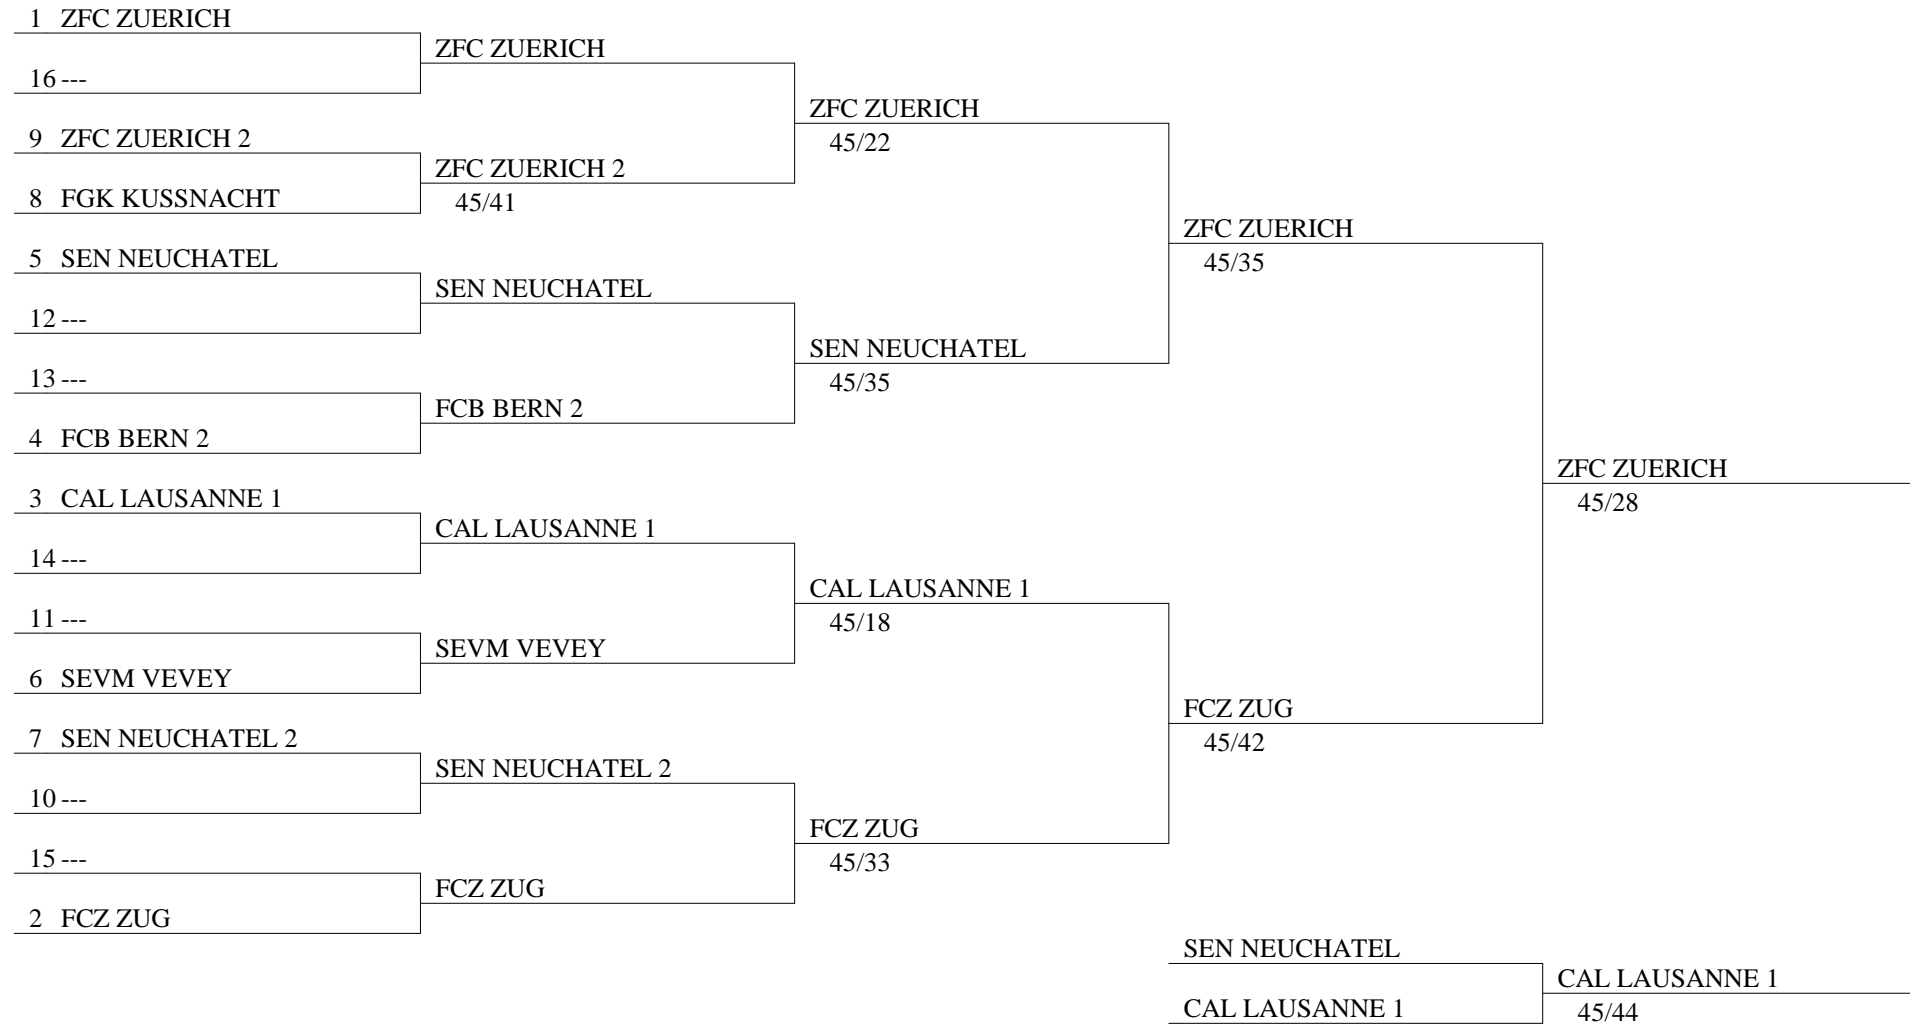 1 ZFC ZUERICH
16 ---
9 ZFC ZUERICH 2
8 FGK KUSSNACHT
5 SEN NEUCHATEL
12 ---
13 ---
4 FCB BERN 2
3 CAL LAUSANNE 1
14 ---
11 ---
6 SEVM VEVEY
7 SEN NEUCHATEL 2
10 ---
15 ---
2 FCZ ZUG
ZFC ZUERICH
ZFC ZUERICH 2
45/41
SEN NEUCHATEL
FCB BERN 2
CAL LAUSANNE 1
SEVM VEVEY
SEN NEUCHATEL 2
FCZ ZUG
ZFC ZUERICH
45/22
SEN NEUCHATEL
45/35
CAL LAUSANNE 1
45/18
FCZ ZUG
45/33
ZFC ZUERICH
45/35
FCZ ZUG
45/42
ZFC ZUERICH
45/28
SEN NEUCHATEL
CAL LAUSANNE 1
CAL LAUSANNE 1
45/44